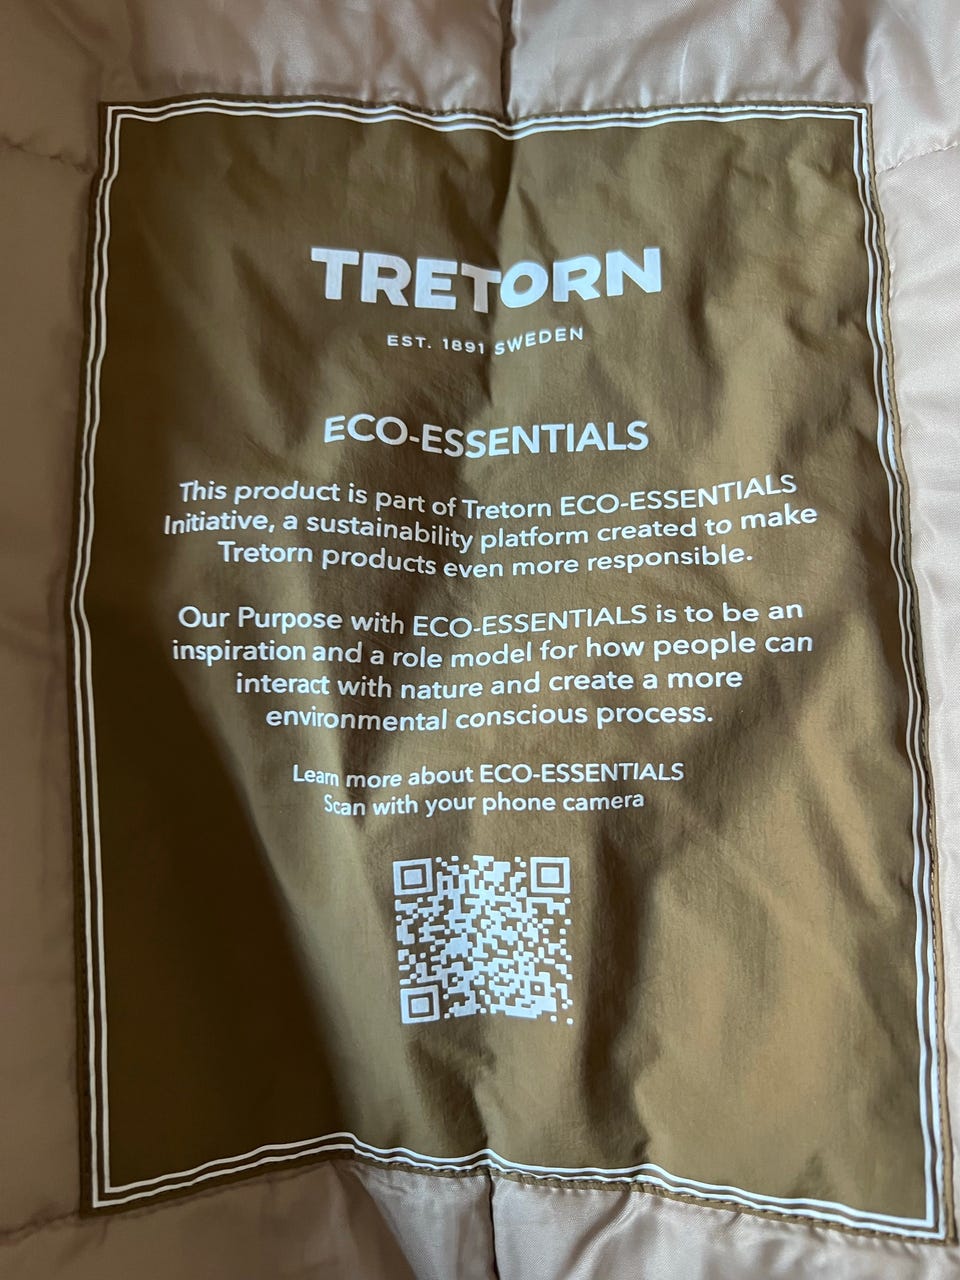 TRETORN
EST. 1891 SWEDEN
ECO-ESSENTIALS
This product is part of Tretorn ECO-ESSENTIALS
Initiative, a sustainability platform created to make
Tretorn products even more responsible.
Our Purpose with ECO-ESSENTIALS is to be an
inspiration and a role model for how people can
interact with nature and create a more
environmental conscious process.
Learn more about ECO-ESSENTIALS
Scan with your phone camera